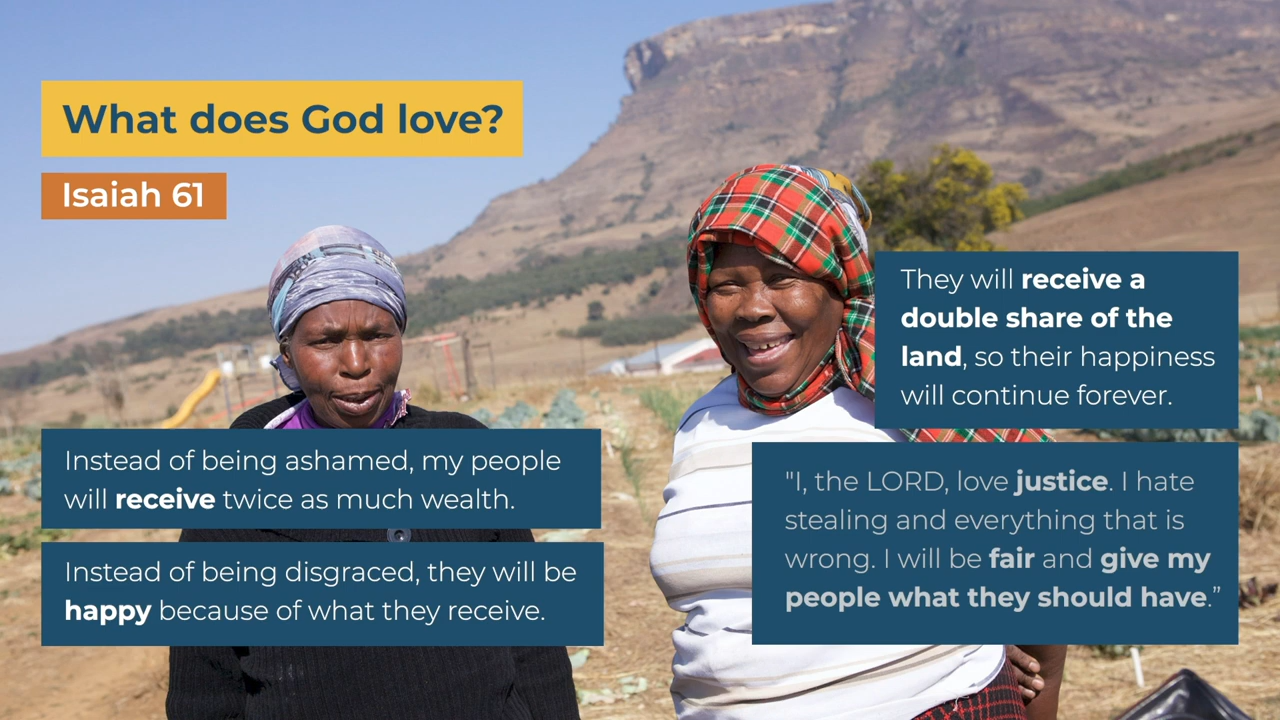 What does God love?
Isaiah 61
Instead of being ashamed, my people
will receive twice as much wealth.
Instead of being disgraced, they will be
happy because of what they receive.
They will receive a
double share of the
land, so their happiness
will continue forever.
"I, the LORD, love justice. I hate
stealing and everything that is
wrong. I will be fair and give my
people what they should have.”